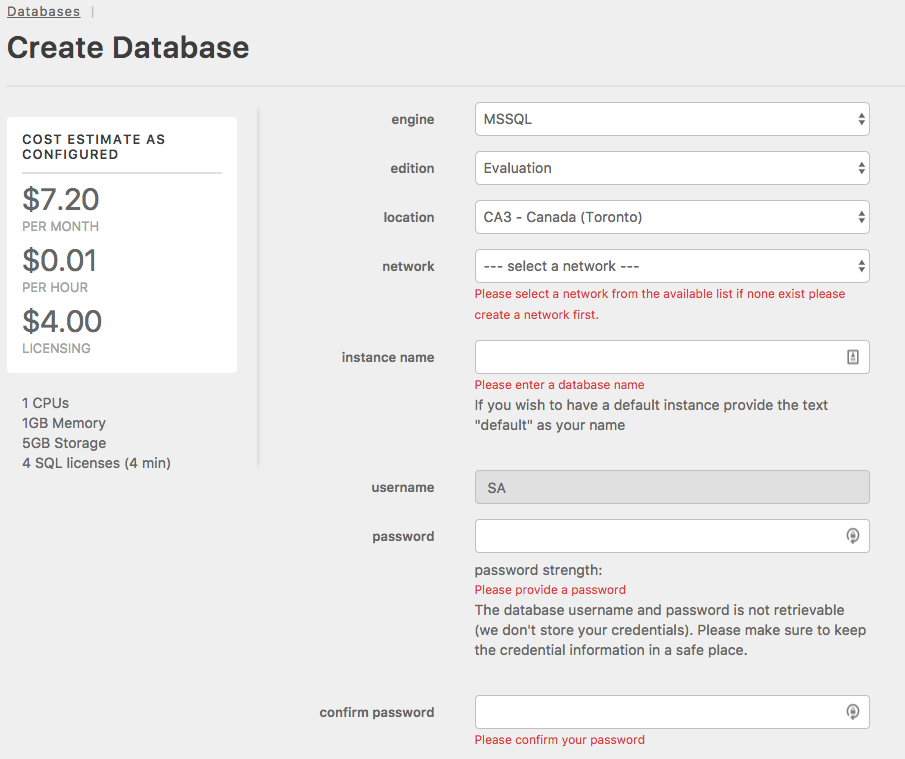 Databases |
Create Database
COST ESTIMATE AS
CONFIGURED
$7.20
PER MONTH
$0.01
PER HOUR
$4.00
LICENSING
1 CPUs
1GB Memory
5GB Storage
4 SQL licenses (4 min)
engine MSSQL
edition Evaluation
location CA3 - Canada (Toronto)
network --- select a network ---
Please select a network from the available list if none exist please
create a network first.
instance name
Please enter a database name
If you wish to have a default instance provide the text
"default" as your name
username SA
password
password strength:
Please provide a password
The database username and password is not retrievable
(we don't store your credentials). Please make sure to keep
the credential information in a safe place.
confirm password
Please confirm your password